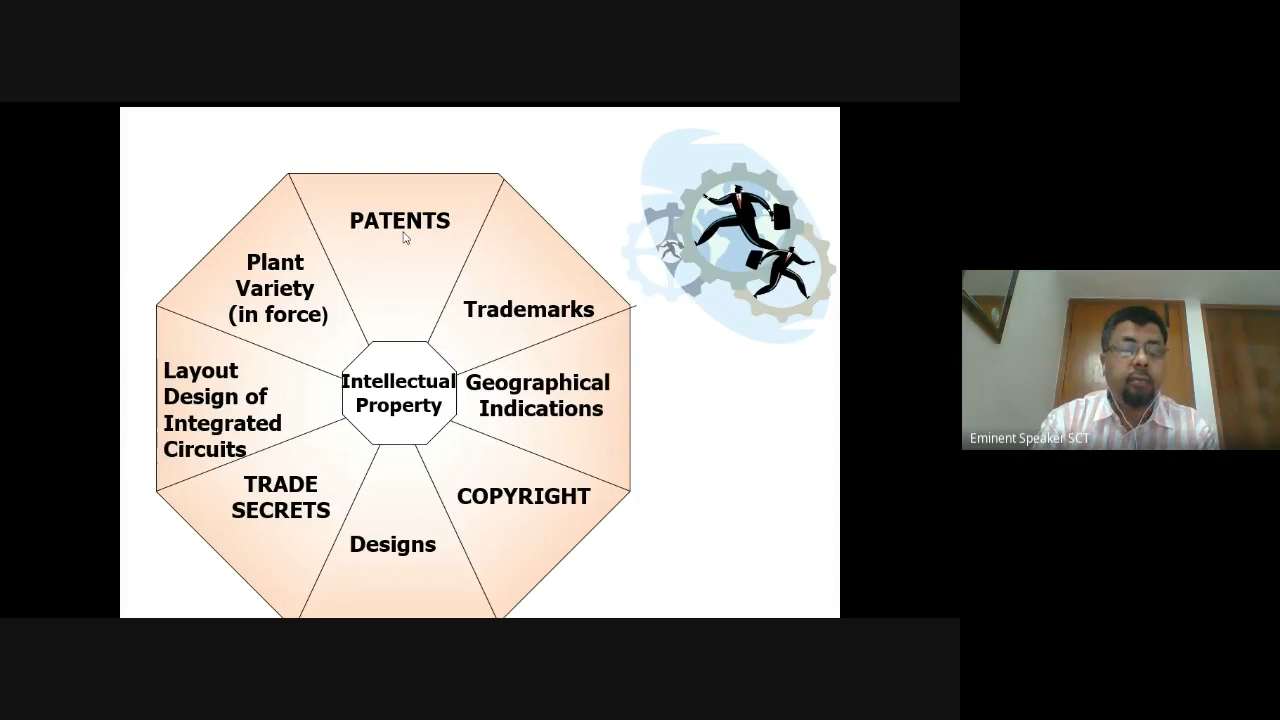 PATENTS
Plant
Variety
(in force)
Trademarks
Layout
Design of
Integrated
Circuits
Intellectual
Property
Geographical
Indications
TRADE
SECRETS
COPYRIGHT
Designs
Eminent Speaker SCT